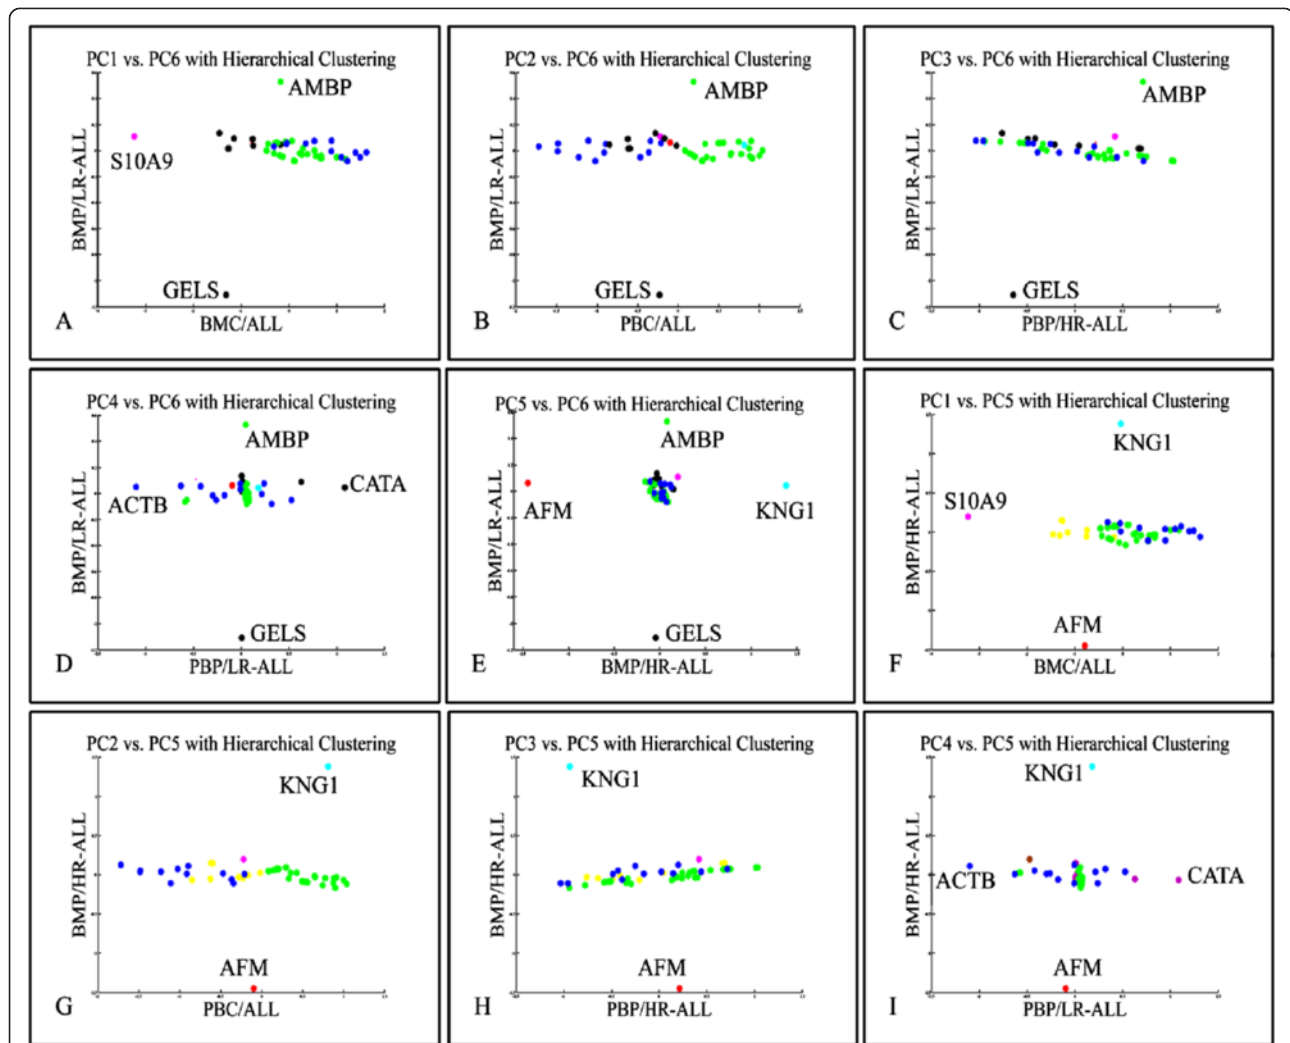 PC1 vs. PC6 with Hierarchical Clustering
AMBP
S10A9
BMP/LR-ALL
GELS
A
BMC/ALL
PC2 vs. PC6 with Hierarchical Clustering
AMBP
BMP/LR-ALL
GELS
B
PBC/ALL
PC3 vs. PC6 with Hierarchical Clustering
AMBP
BMP/LR-ALL
GELS
C
PBP/HR-ALL
PC4 vs. PC6 with Hierarchical Clustering
AMBP
ACTB
CATA
BMP/LR-ALL
GELS
D
PBP/LR-ALL
PC5 vs. PC6 with Hierarchical Clustering
AMBP
AFM
KNG1
BMP/LR-ALL
GELS
E
BMP/HR-ALL
PC1 vs. PC5 with Hierarchical Clustering
KNG1
S10A9
BMP/HR-ALL
AFM
F
BMC/ALL
PC2 vs. PC5 with Hierarchical Clustering
KNG1
BMP/HR-ALL
AFM
G
PBC/ALL
PC3 vs. PC5 with Hierarchical Clustering
KNG1
BMP/HR-ALL
AFM
H
PBP/HR-ALL
PC4 vs. PC5 with Hierarchical Clustering
KNG1
ACTB
CATA
BMP/HR-ALL
AFM
I
PBP/LR-ALL